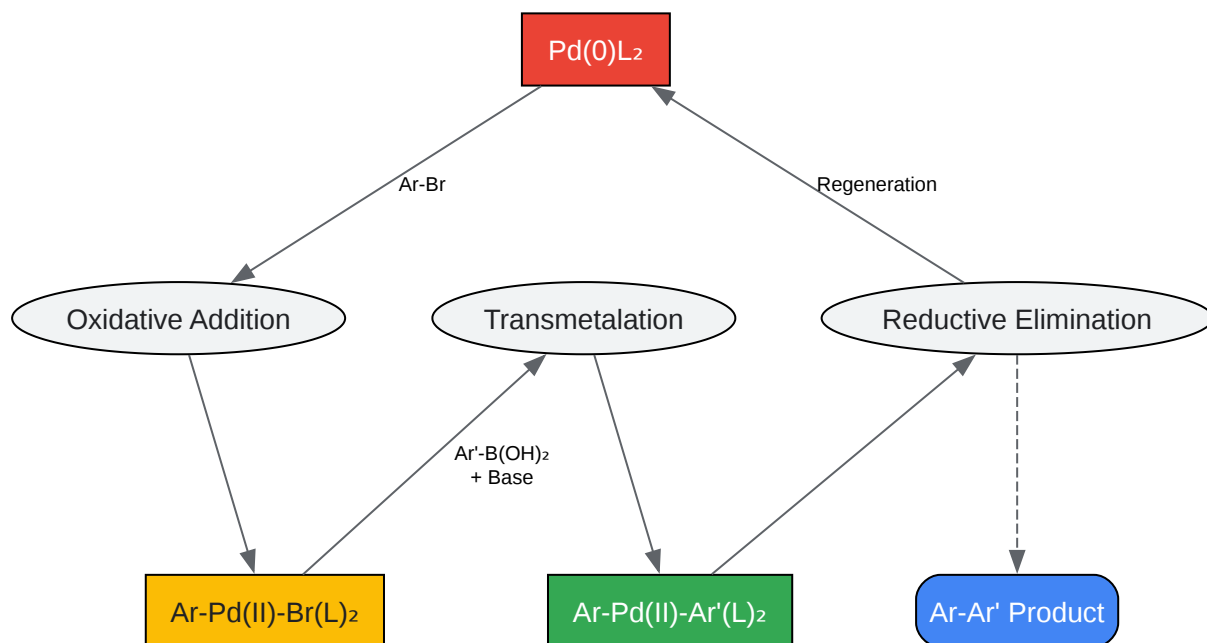 Pd(0)L₂
Ar-Br
Regeneration
Oxidative Addition
Transmetalation
Reductive Elimination
Ar'-B(OH)₂
+ Base
Ar-Pd(II)-Br(L)₂
Ar-Pd(II)-Ar'(L)₂
Ar-Ar' Product